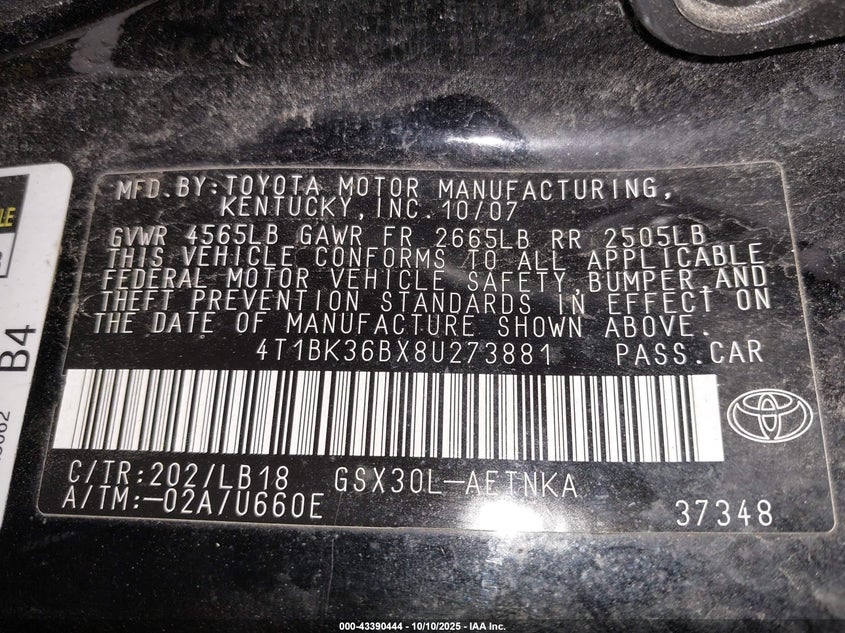 MFD.BY:TOYOTA MOTOR MANUFACTURING,
KENTUCKY,INC. 10/07
GVWR 4565LB GAWR FR 2665LB RR 2505LB
THIS VEHICLE CONFORMS TO ALL APPLICABLE
FEDERAL MOTOR VEHICLE SAFETY,BUMPER,AND
THEFT PREVENTION STANDARDS IN EFFECT ON
THE DATE OF MANUFACTURE SHOWN ABOVE.
4T1BK36BX8U273881 PASS.CAR
C/TR:202/LB18 GSX30L-AETNKA
A/TM:-02A/U660E
37348
B4
000-43390444 - 10/10/2025 - IAA Inc.